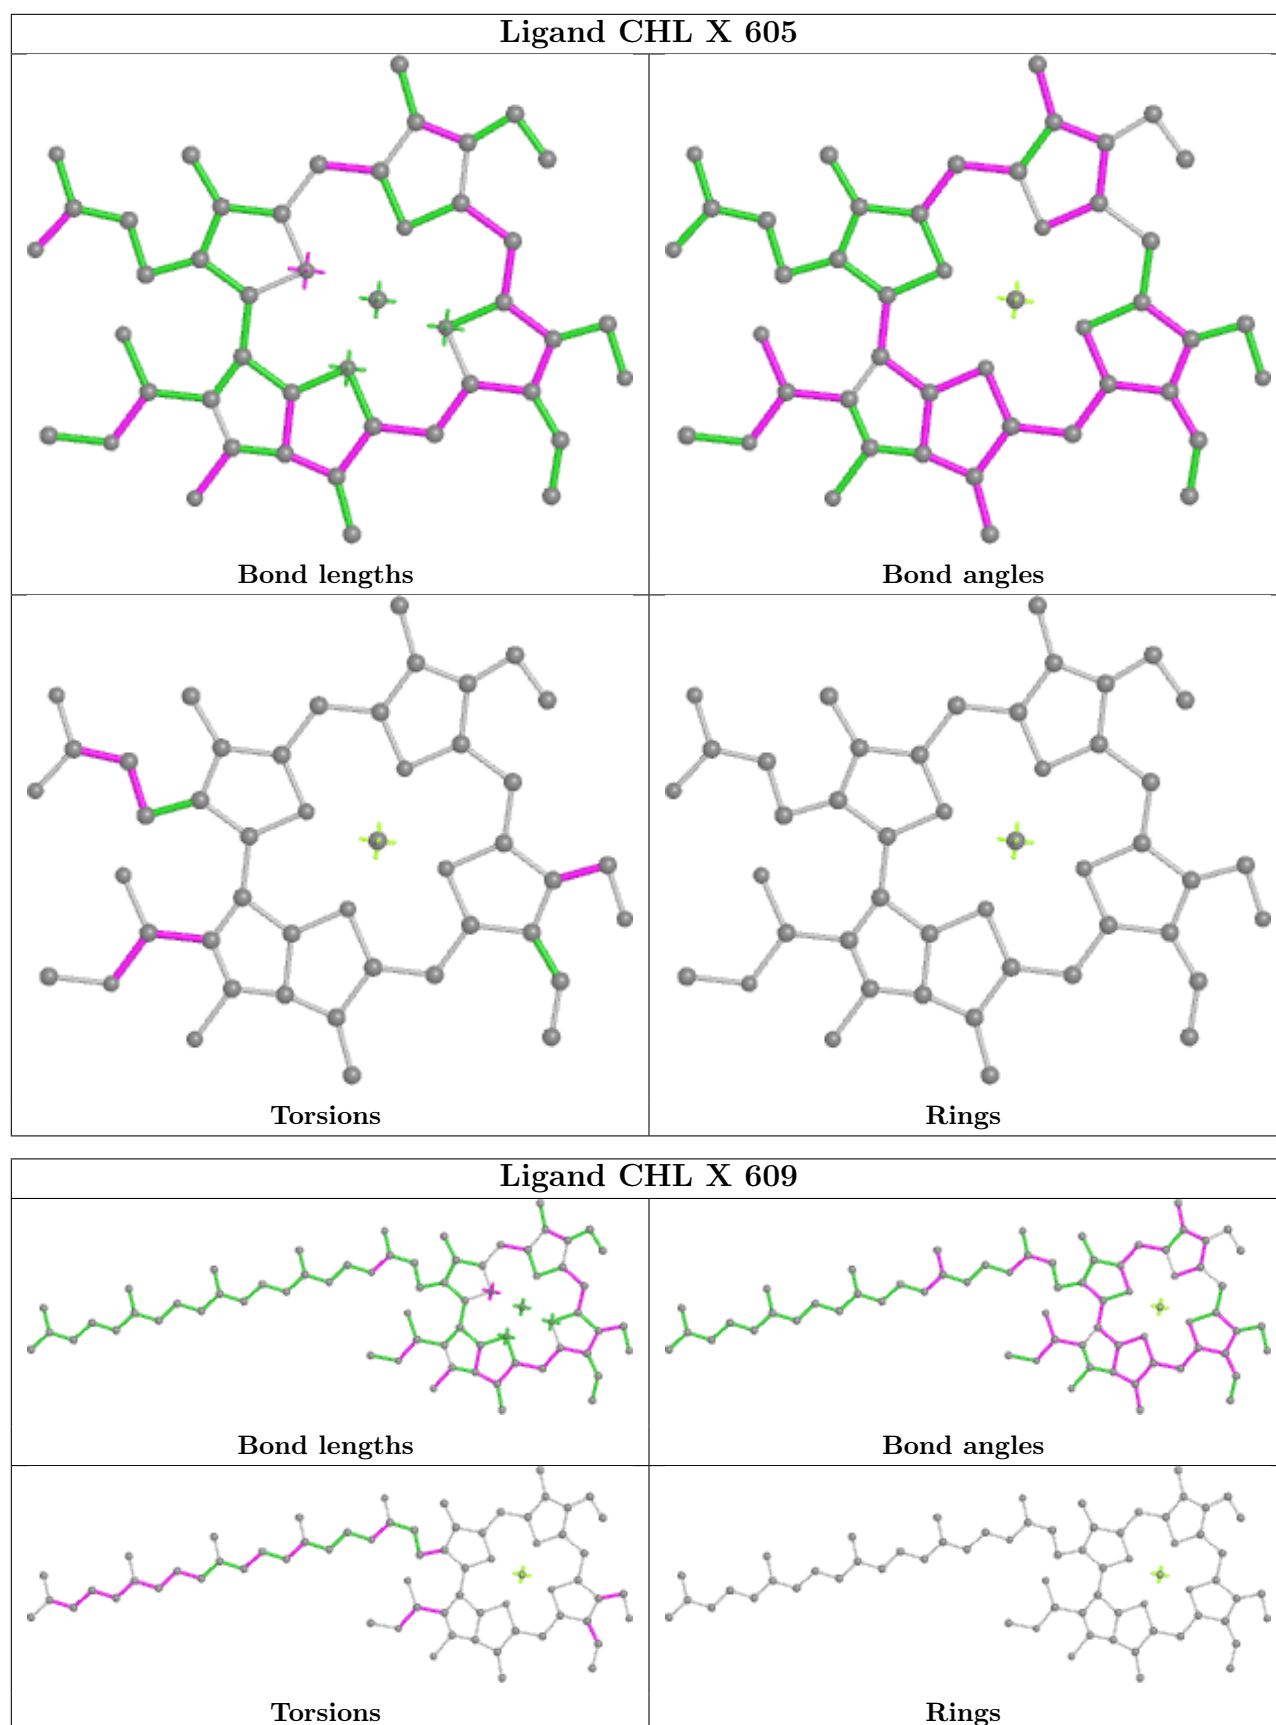 Ligand CHL X 605
Bond lengths
Bond angles
Torsions
Rings
Ligand CHL X 609
Bond lengths
Bond angles
Torsions
Rings